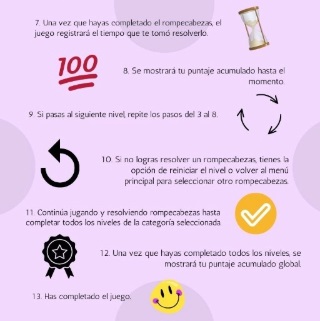 7. Una vez que hayas completado el rompecabezas, el
juego registrará el tiempo que te tomó resolverlo.
100
8. Se mostrará tu puntaje acumulado hasta el
momento.
9. Si pasas al siguiente nivel, repite los pasos del 3 al 8.
10. Si no logras resolver un rompecabezas, tienes la
opción de reiniciar el nivel o volver al menú
principal para seleccionar otro rompecabezas.
11. Continúa jugando y resolviendo rompecabezas hasta
completar todos los niveles de la categoría seleccionada.
12. Una vez que hayas completado todos los niveles, se
mostrará tu puntaje acumulado global.
13. Has completado el juego.